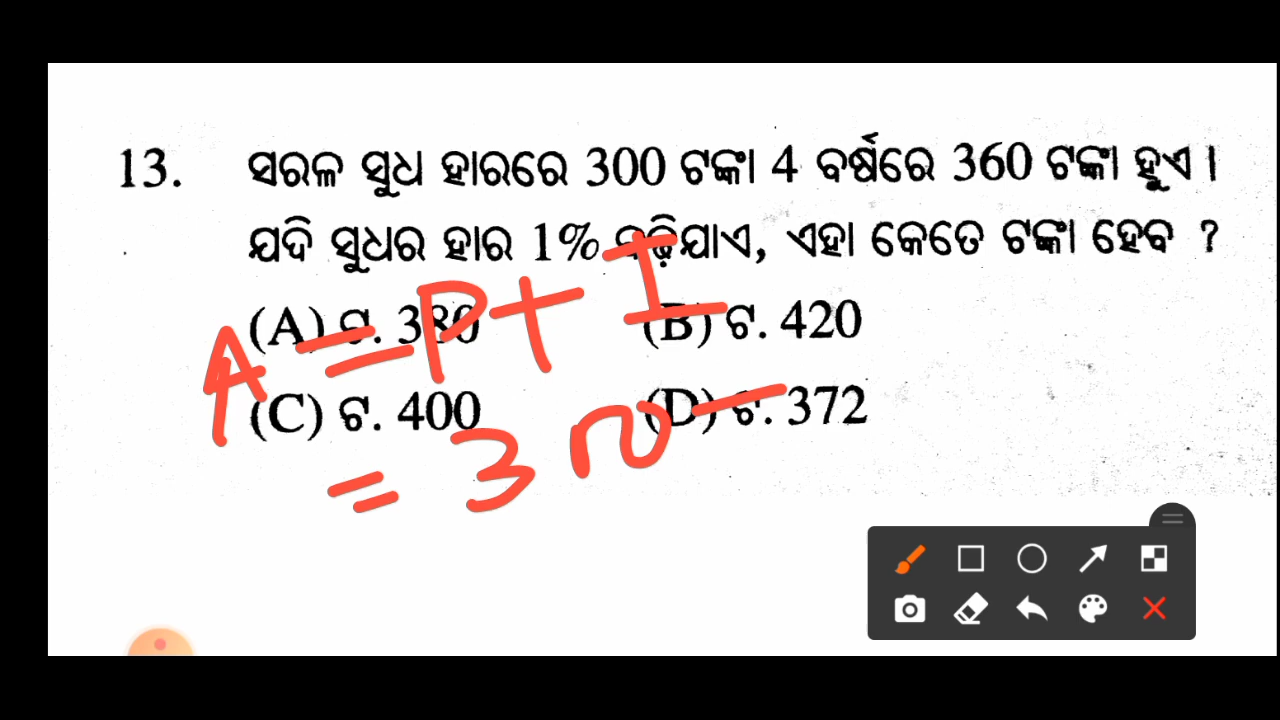 13. ସରଳ ସୁଧ ହାରରେ 300 ଟଙ୍କା 4 ବର୍ଷରେ 360 ଟଙ୍କା ହୁଏ ।
ଯଦି ସୁଧର ହାର 1% ବଢ଼ିଯାଏ, ଏହା କେତେ ଟଙ୍କା ହେବ ?
(A) ଟ. 380 (B) ଟ. 420
A = P + I
(C) ଟ. 400 (D) ଟ. 372
= 300